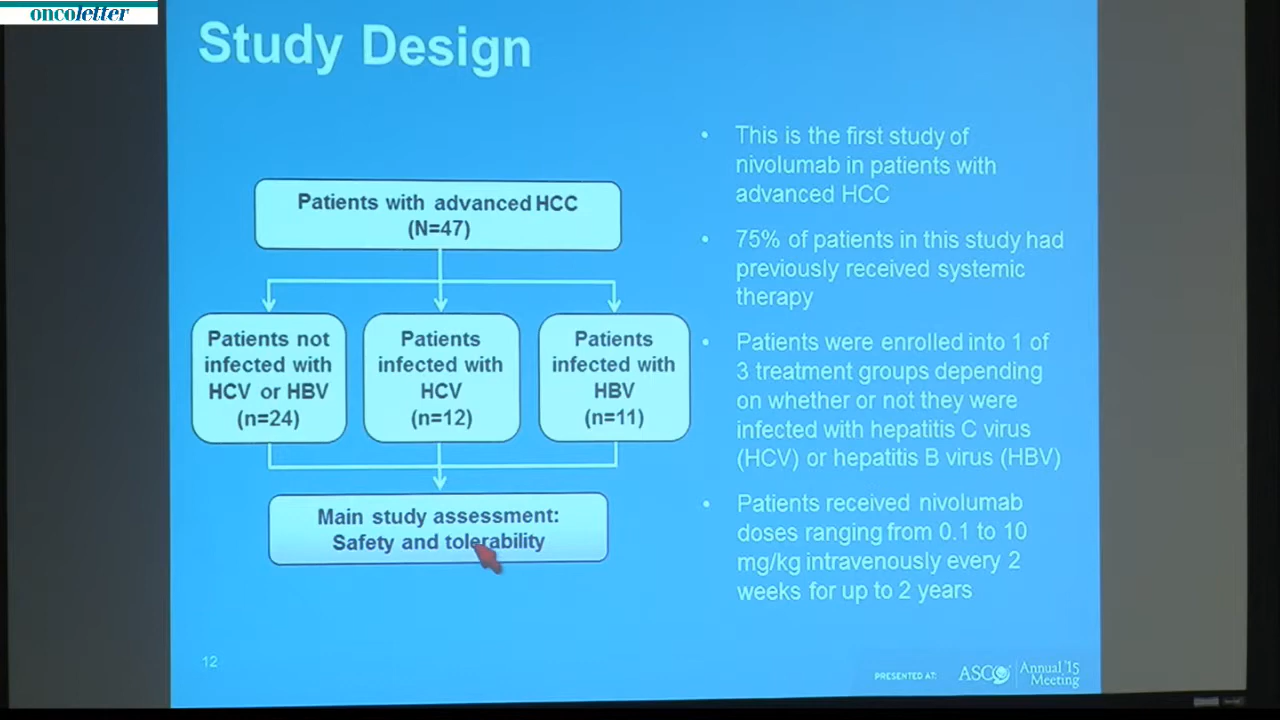 oncoletter
Study Design
Patients with advanced HCC
(N=47)
Patients not
infected with
HCV or HBV
(n=24)
Patients
infected with
HCV
(n=12)
Patients
infected with
HBV
(n=11)
Main study assessment:
Safety and tolerability
• This is the first study of
nivolumab in patients with
advanced HCC
• 75% of patients in this study had
previously received systemic
therapy
• Patients were enrolled into 1 of
3 treatment groups depending
on whether or not they were
infected with hepatitis C virus
(HCV) or hepatitis B virus (HBV)
• Patients received nivolumab
doses ranging from 0.1 to 10
mg/kg intravenously every 2
weeks for up to 2 years
12
PRESENTED AT:
ASCO
Annual '15
Meeting